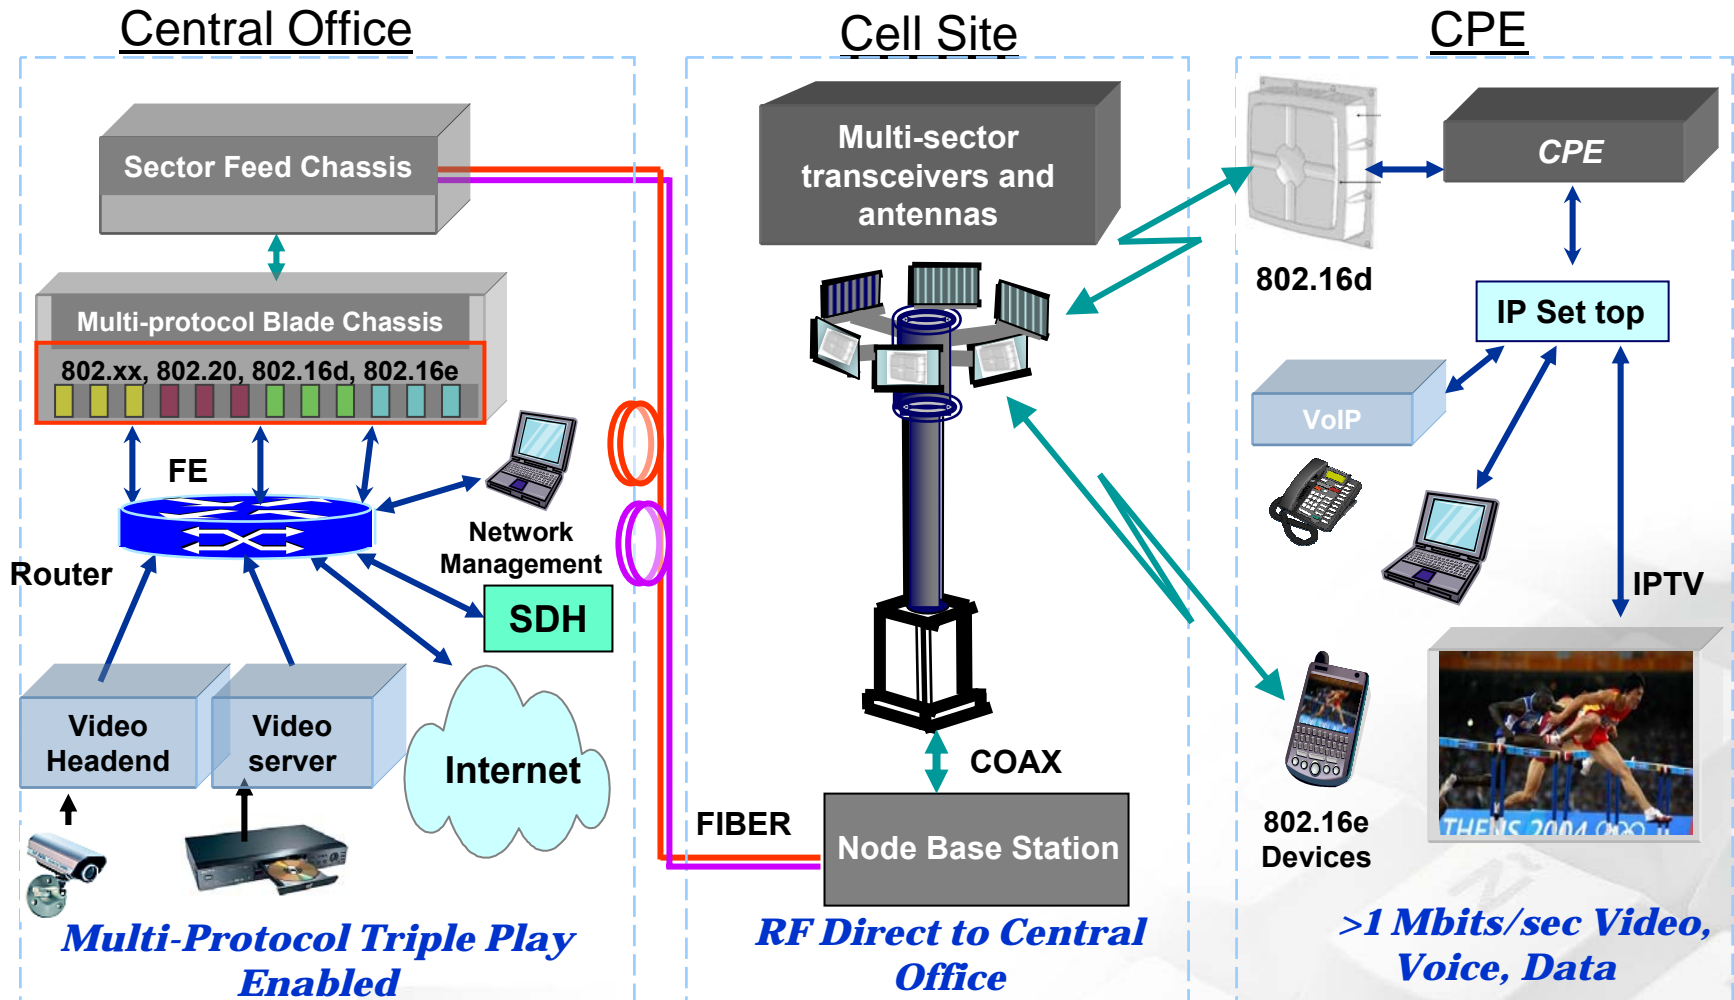 Central Office
Sector Feed Chassis
Multi-protocol Blade Chassis
802.xx, 802.20, 802.16d, 802.16e
FE
Router
Network
Management
SDH
Video
Headend
Video
server
Internet
Multi-Protocol Triple Play
Enabled
Cell Site
Multi-sector
transceivers and
antennas
COAX
FIBER
Node Base Station
RF Direct to Central
Office
CPE
CPE
802.16d
IP Set top
VoIP
IPTV
802.16e
Devices
THENS 2004
>1 Mbits/sec Video,
Voice, Data